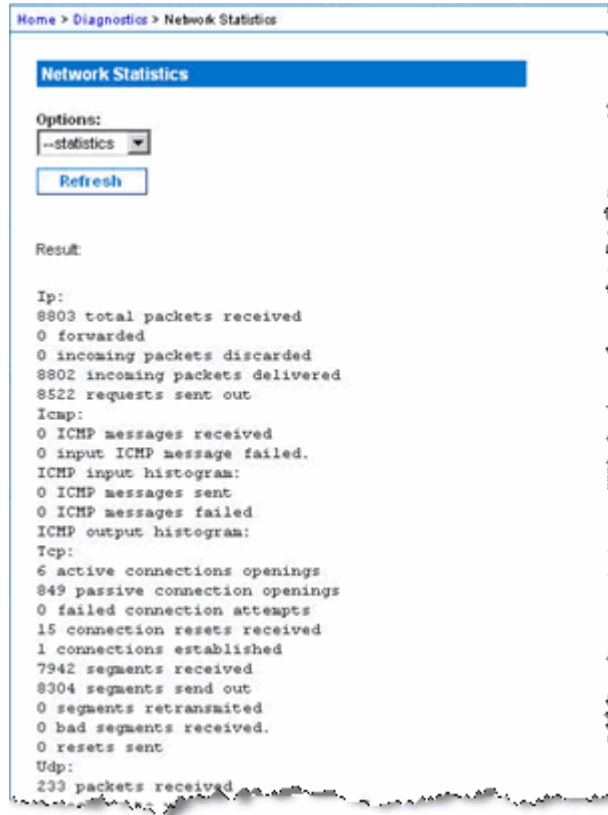 Home > Diagnostics > Network Statistics
Network Statistics
Options:
--statistics
Refresh
Result:
Ip:
8803 total packets received
0 forwarded
0 incoming packets discarded
8802 incoming packets delivered
8522 requests sent out
Icmp:
0 ICMP messages received
0 input ICMP message failed.
ICMP input histogram:
0 ICMP messages sent
0 ICMP messages failed
ICMP output histogram:
Tcp:
6 active connections openings
849 passive connection openings
0 failed connection attempts
15 connection resets received
1 connections established
7942 segments received
8304 segments send out
0 segments retransmited
0 bad segments received.
0 resets sent
Udp:
233 packets received